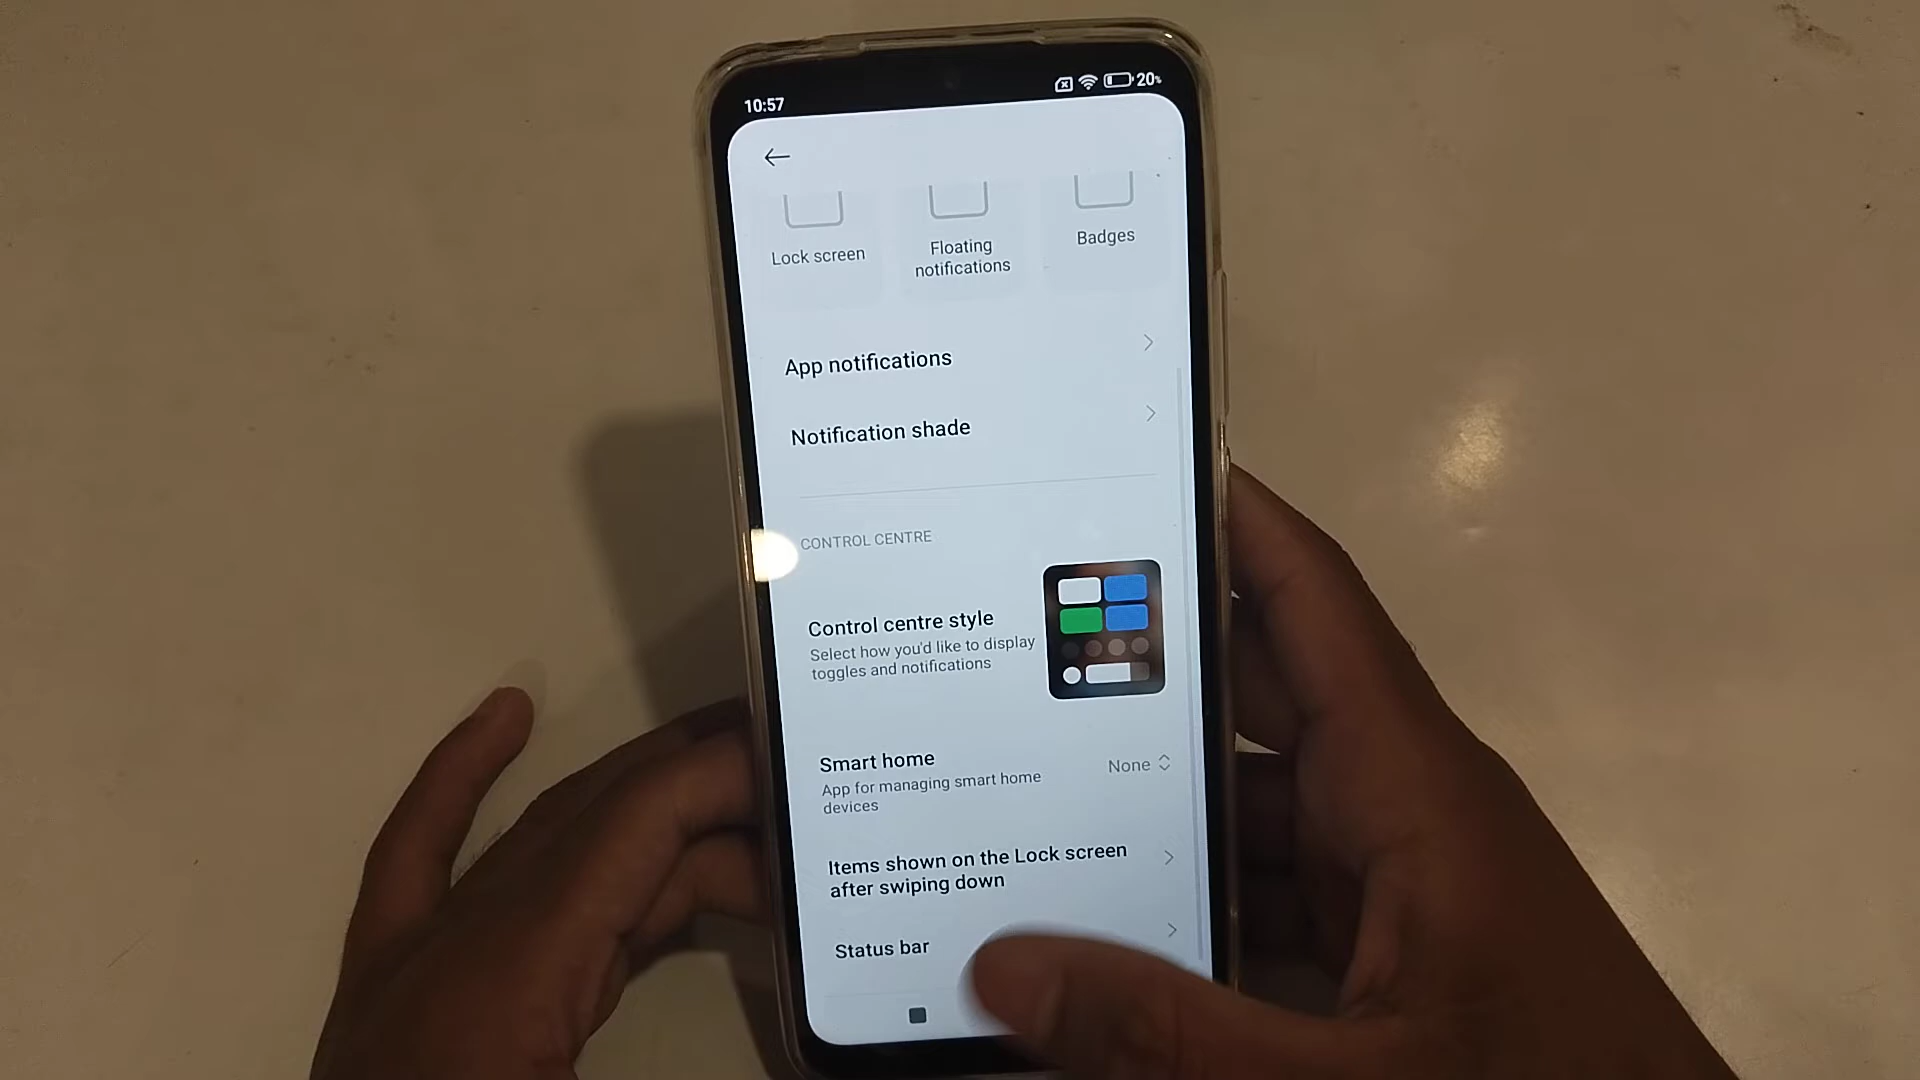 10:57
20%
Lock screen
Floating
notifications
Badges
App notifications
Notification shade
CONTROL CENTRE
Control centre style
Select how you'd like to display
toggles and notifications
Smart home
None
App for managing smart home
devices
Items shown on the Lock screen
after swiping down
Status bar